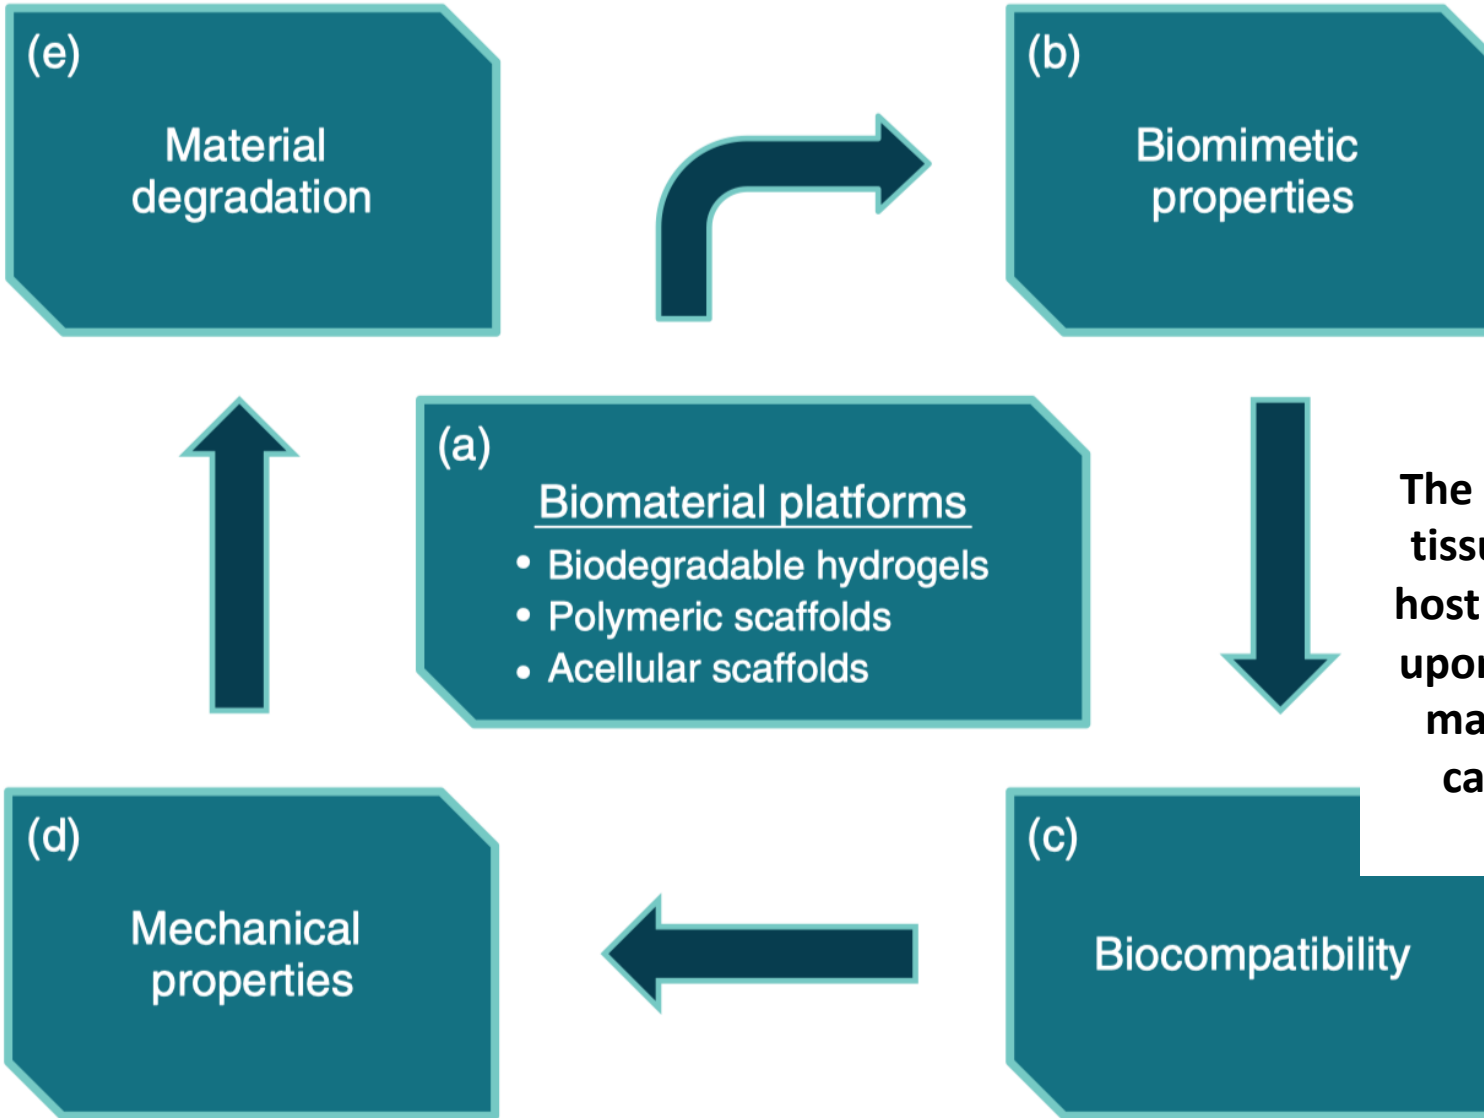 (e)
Material
degradation
(b)
Biomimetic
properties
(a)
Biomaterial platforms
• Biodegradable hydrogels
• Polymeric scaffolds
• Acellular scaffolds
The
host
(d)
Mechanical
properties
(c)
Biocompatibility